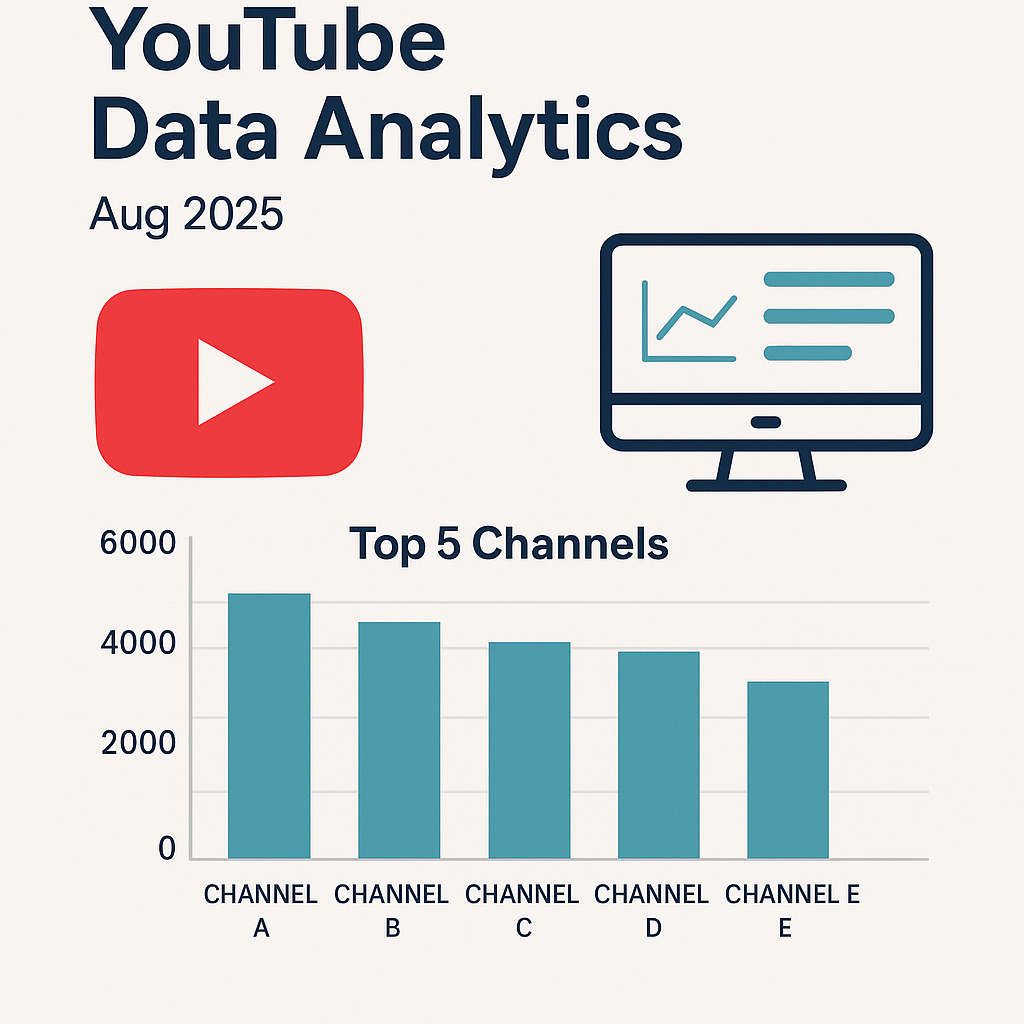 YouTube
Data Analytics
Aug 2025
Top 5 Channels
6000
4000
2000
0
CHANNEL CHANNEL CHANNEL CHANNEL CHANNEL E
A B C D E